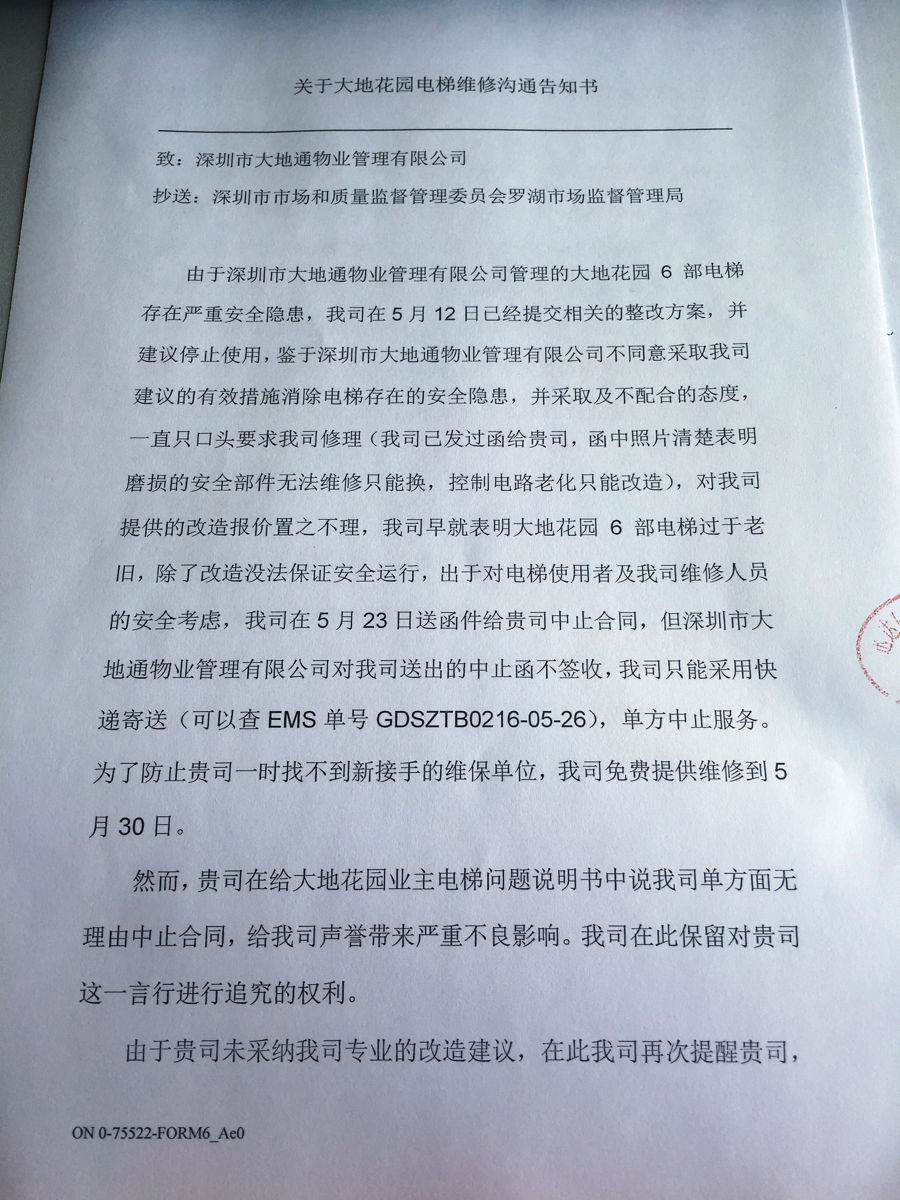 关于大地花园电梯维修沟通告知书
致：深圳市大地通物业管理有限公司
抄送：深圳市市场和质量监督管理委员会罗湖市场监督管理局
由于深圳市大地通物业管理有限公司管理的大地花园 6 部电梯
存在严重安全隐患，我司在 5 月 12 日已经提交相关的整改方案，并
建议停止使用，鉴于深圳市大地通物业管理有限公司不同意采取我司
建议的有效措施消除电梯存在的安全隐患，并采取及不配合的态度，
一直只口头要求我司修理（我司已发过函给贵司，函中照片清楚表明
磨损的安全部件无法维修只能换，控制电路老化只能改造），对我司
提供的改造报价置之不理，我司早就表明大地花园 6 部电梯过于老
旧，除了改造没法保证安全运行，出于对电梯使用者及我司维修人员
的安全考虑，我司在 5 月 23 日送函件给贵司中止合同，但深圳市大
地通物业管理有限公司对我司送出的中止函不签收，我司只能采用快
递寄送（可以查 EMS 单号 GDSZTB0216-05-26），单方中止服务。
为了防止贵司一时找不到新接手的维保单位，我司免费提供维修到 5
月 30 日。
然而，贵司在给大地花园业主电梯问题说明书中说我司单方面无
理由中止合同，给我司声誉带来严重不良影响。我司在此保留对贵司
这一言行进行追究的权利。
由于贵司未采纳我司专业的改造建议，在此我司再次提醒贵司，
ON 0-75522-FORM6_Ae0